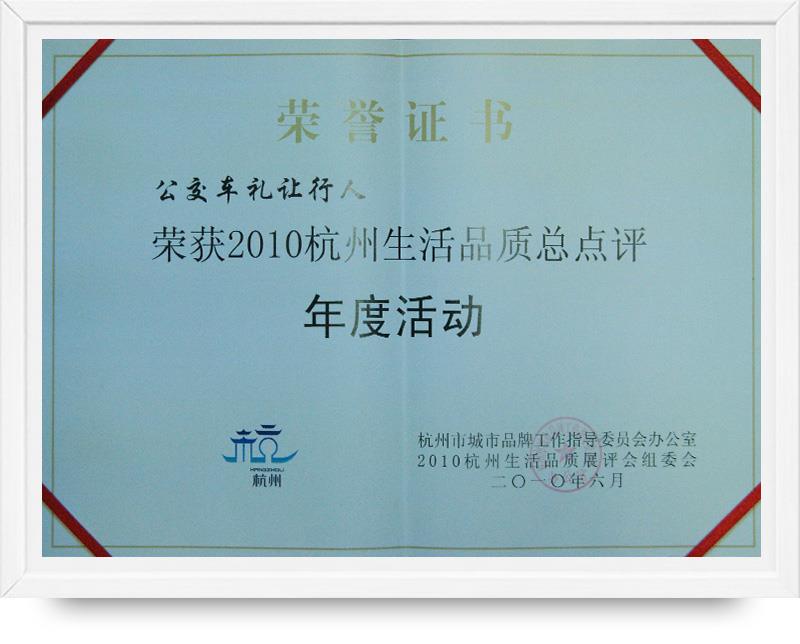 荣誉证书
公交车礼让行人
荣获2010杭州生活品质总点评
年度活动
HANGZHOU
杭州
杭州市城市品牌工作指导委员会办公室
2010杭州生活品质展评会组委会
二〇一〇年六月